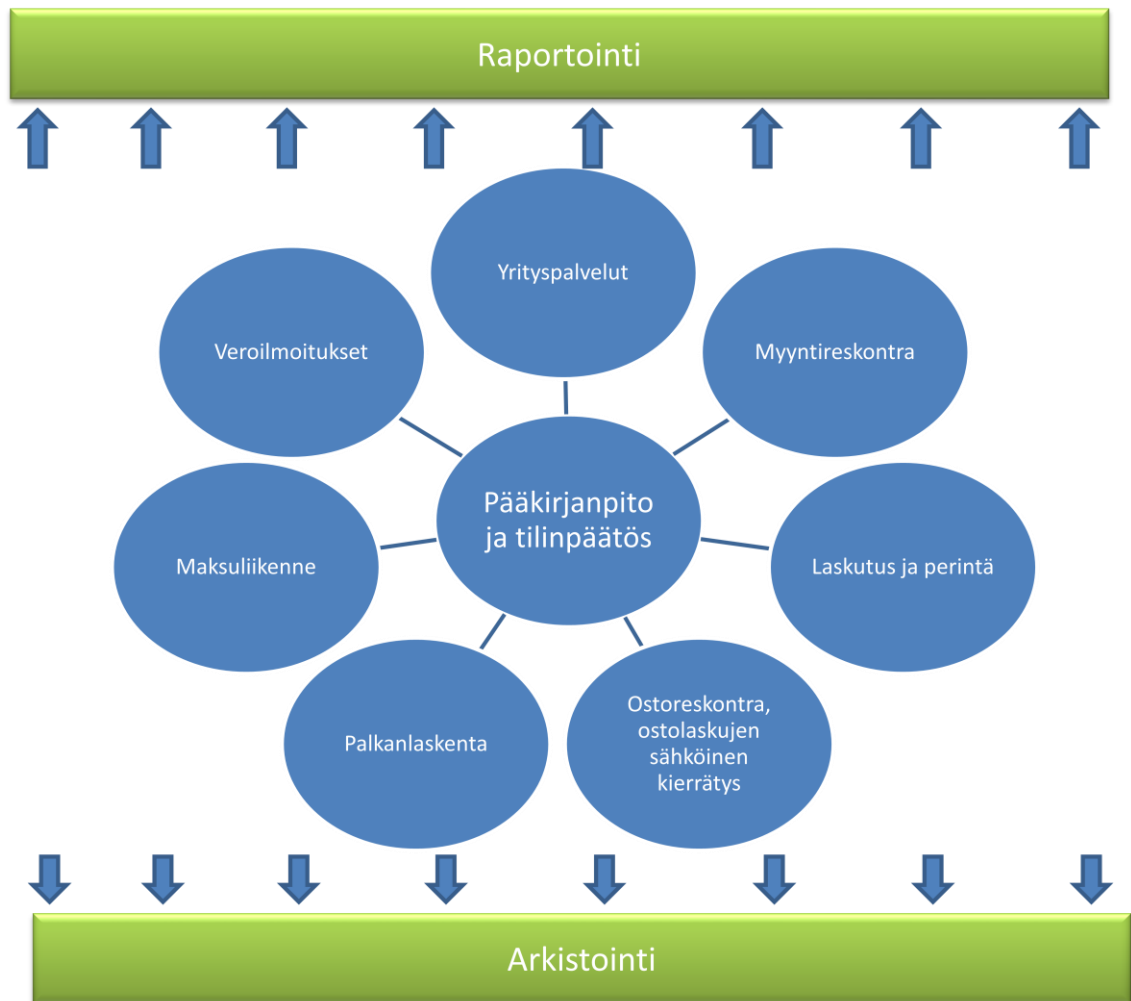 Raportointi
Yrityspalvelut
Veroilmoitukset
Myyntireskontra
Pääkirjanpito
ja tilinpäätös
Maksuliikenne
Laskutus ja perintä
Palkanlaskenta
Ostoreskontra,
ostolaskujen
sähköinen
kierrätys
Arkistointi